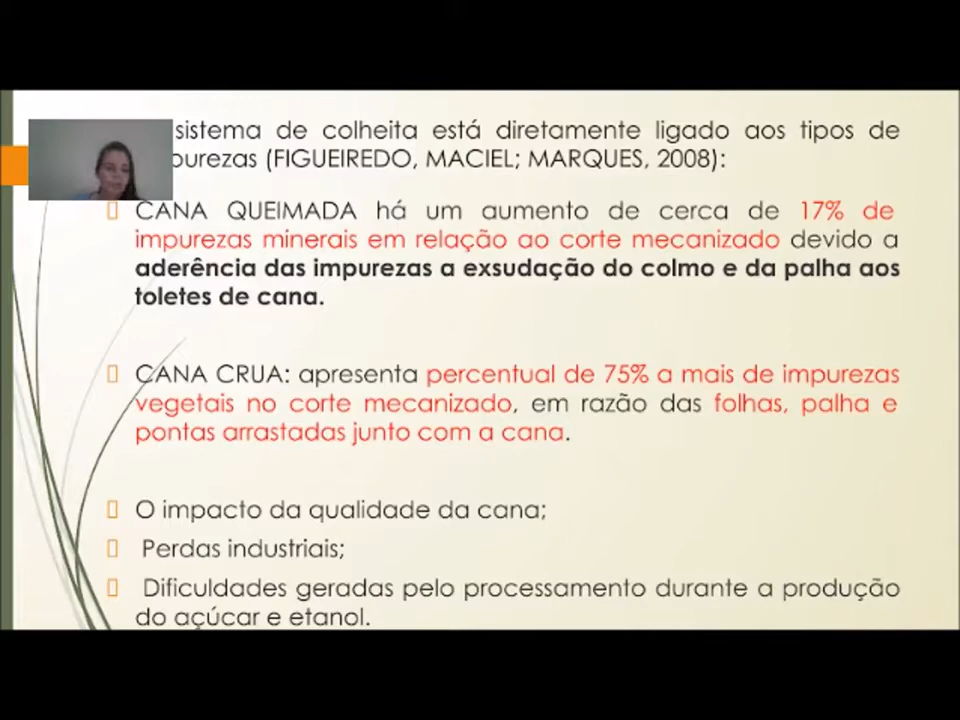 sistema de colheita está diretamente ligado aos tipos de
purezas (FIGUEIREDO, MACIEL; MARQUES, 2008):
CANA QUEIMADA há um aumento de cerca de 17% de
impurezas minerais em relação ao corte mecanizado devido a
aderência das impurezas a exsudação do colmo e da palha aos
toletes de cana.
CANA CRUA: apresenta percentual de 75% a mais de impurezas
vegetais no corte mecanizado, em razão das folhas, palha e
pontas arrastadas junto com a cana.
O impacto da qualidade da cana;
Perdas industriais;
Dificuldades geradas pelo processamento durante a produção
do açúcar e etanol.